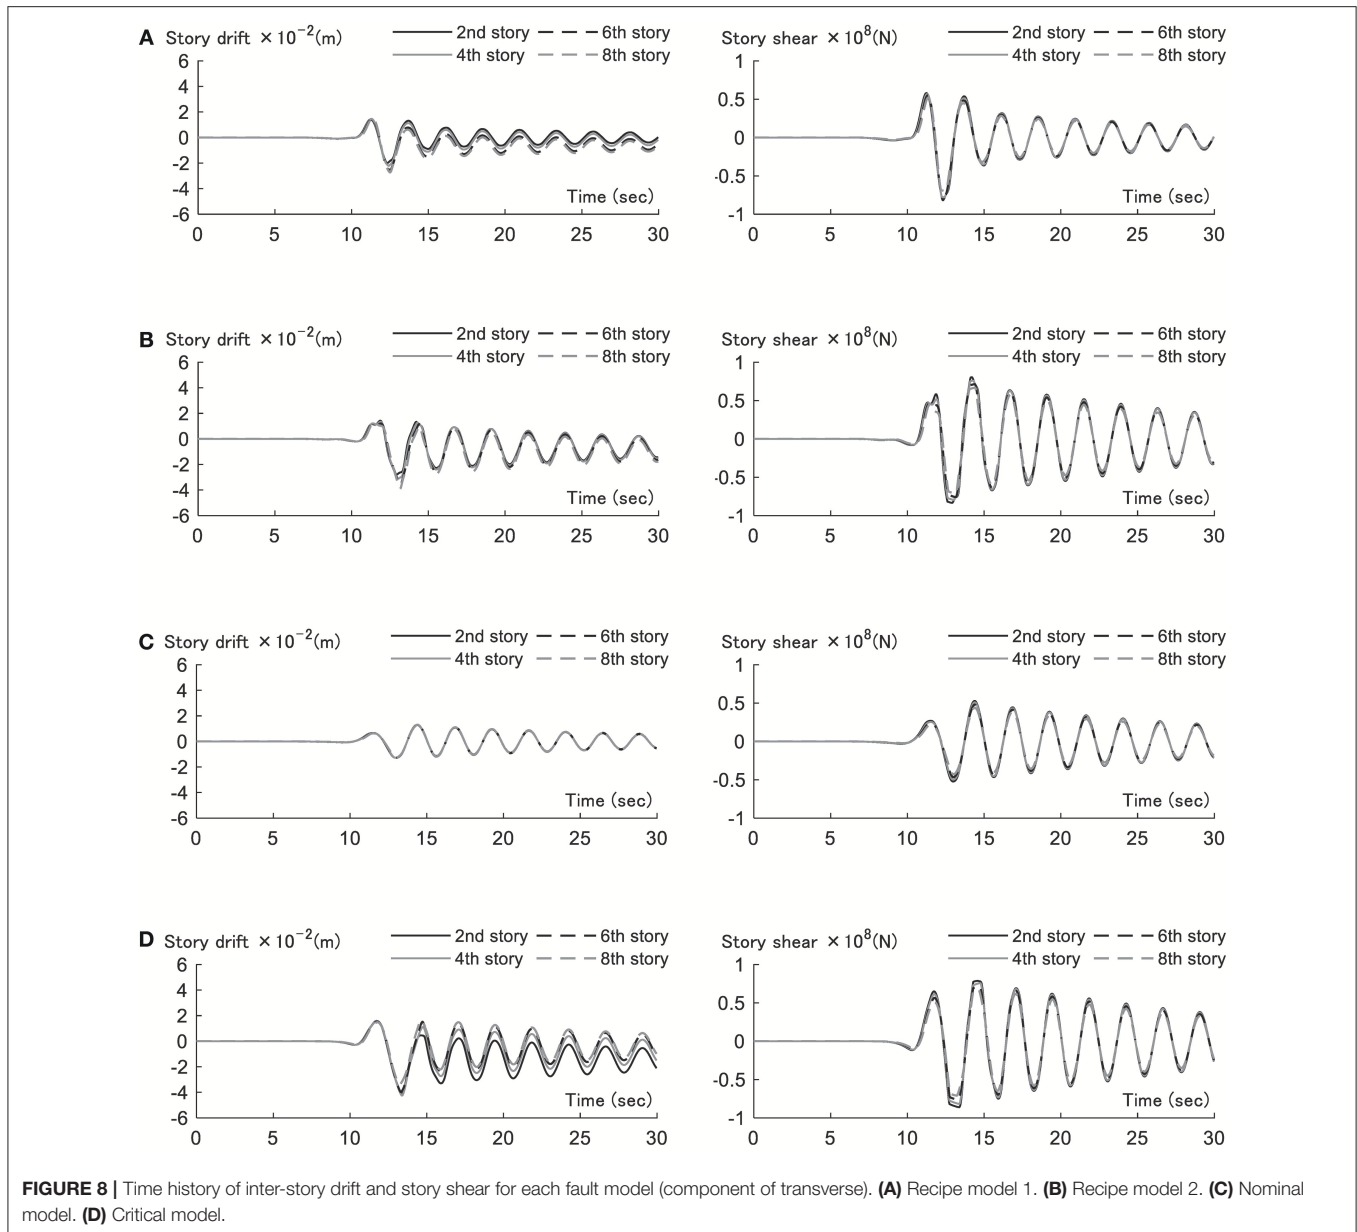 A Story drift ×10⁻²(m)
2nd story 6th story
4th story 8th story
6
4
2
0
-2
-4
-6
Time (sec)
0 5 10 15 20 25 30
Story shear ×10⁸(N)
2nd story 6th story
4th story 8th story
1
0.5
0
-0.5
-1
Time (sec)
0 5 10 15 20 25 30
B Story drift ×10⁻²(m)
2nd story 6th story
4th story 8th story
6
4
2
0
-2
-4
-6
Time (sec)
0 5 10 15 20 25 30
Story shear ×10⁸(N)
2nd story 6th story
4th story 8th story
1
0.5
0
-0.5
-1
Time (sec)
0 5 10 15 20 25 30
C Story drift ×10⁻²(m)
2nd story 6th story
4th story 8th story
6
4
2
0
-2
-4
-6
Time (sec)
0 5 10 15 20 25 30
Story shear ×10⁸(N)
2nd story 6th story
4th story 8th story
1
0.5
0
-0.5
-1
Time (sec)
0 5 10 15 20 25 30
D Story drift ×10⁻²(m)
2nd story 6th story
4th story 8th story
6
4
2
0
-2
-4
-6
Time (sec)
0 5 10 15 20 25 30
Story shear ×10⁸(N)
2nd story 6th story
4th story 8th story
1
0.5
0
-0.5
-1
Time (sec)
0 5 10 15 20 25 30
FIGURE 8 | Time history of inter-story drift and story shear for each fault model (component of transverse). (A) Recipe model 1. (B) Recipe model 2. (C) Nominal
model. (D) Critical model.